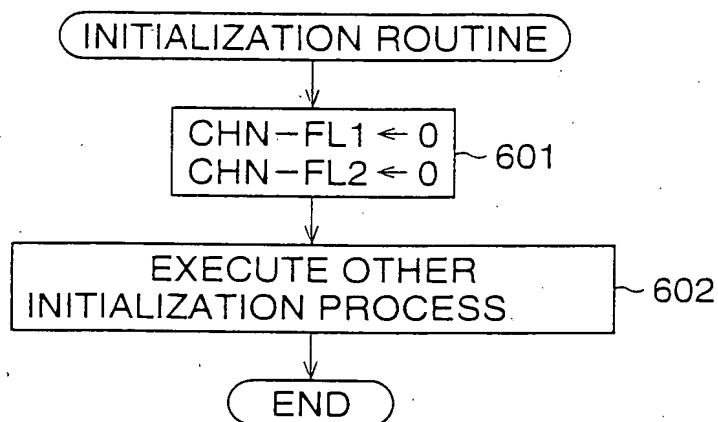 INITIALIZATION ROUTINE
CHN-FL1 ← 0
CHN-FL2 ← 0
601
EXECUTE OTHER
INITIALIZATION PROCESS
602
END